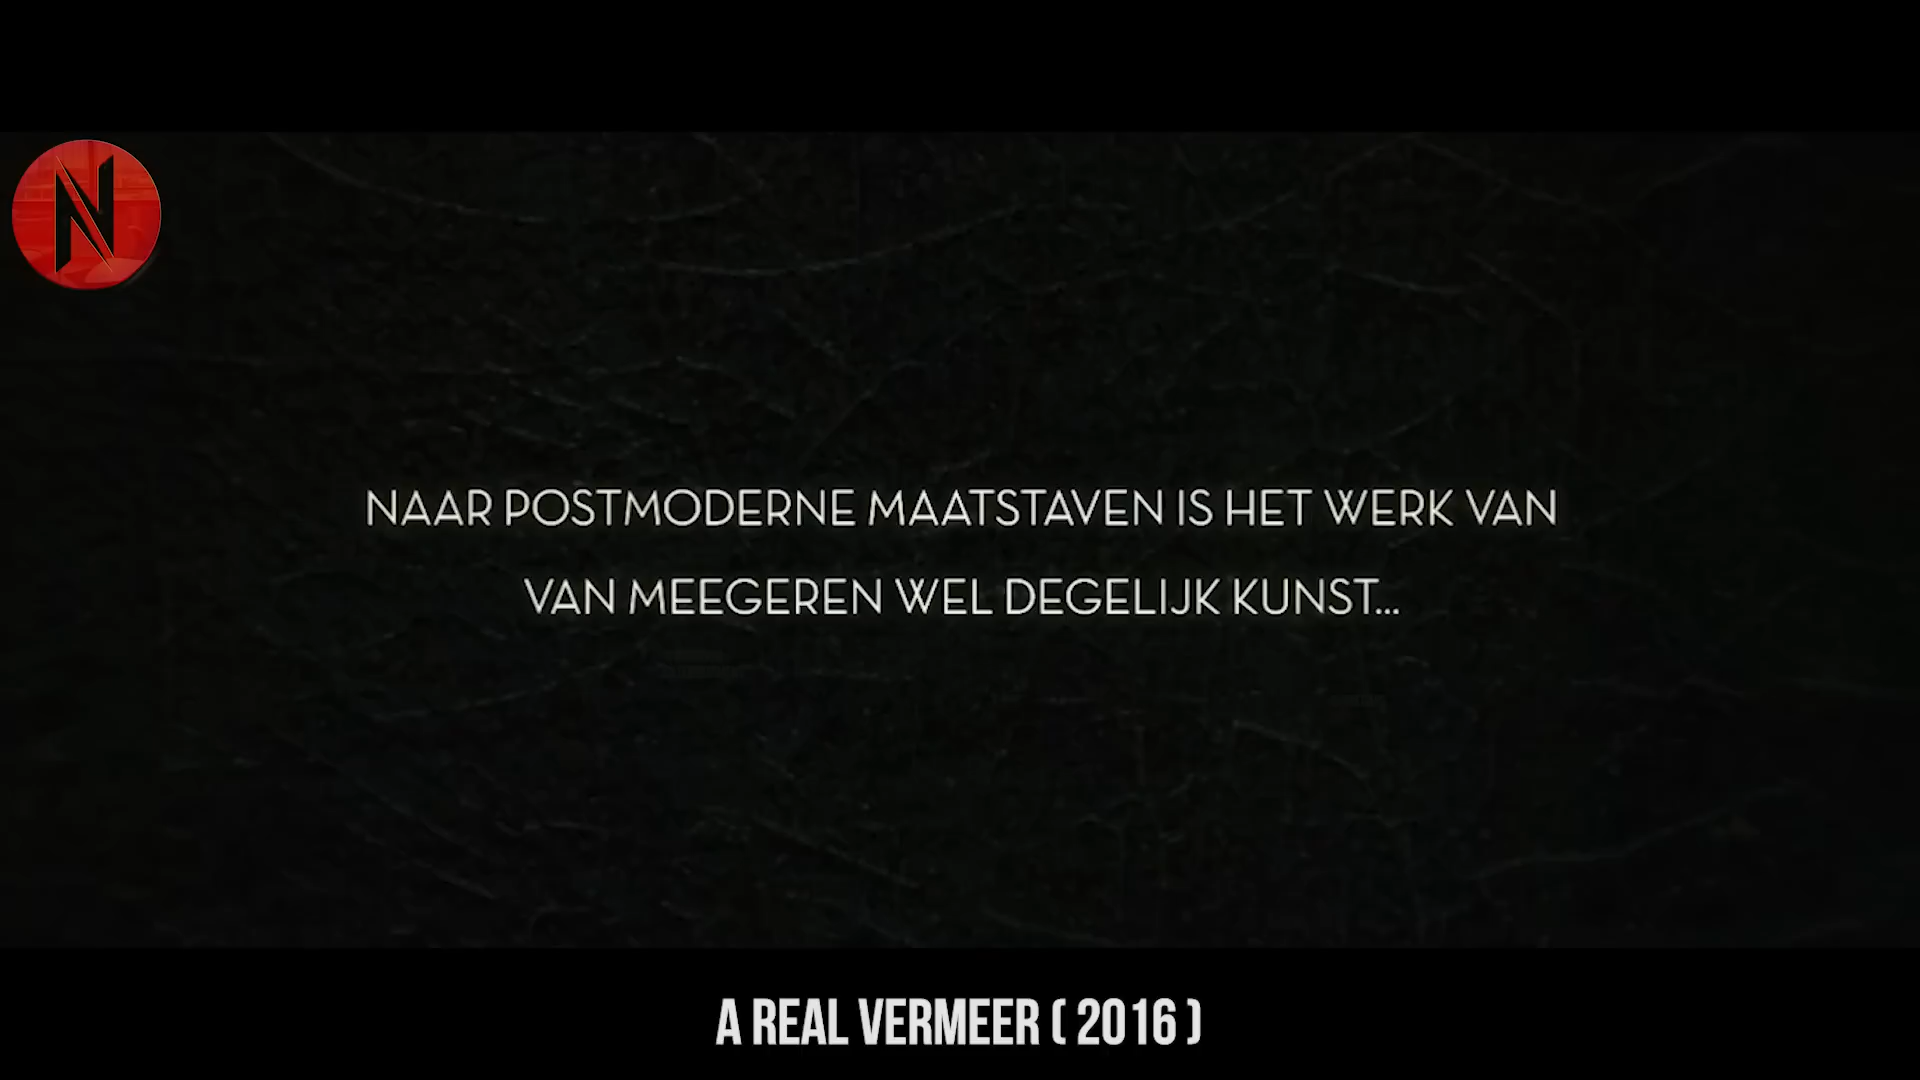 N
NAAR POSTMODERNE MAATSTAVEN IS HET WERK VAN
VAN MEEGEREN WEL DEGELIJK KUNST...
A REAL VERMEER ( 2016 )